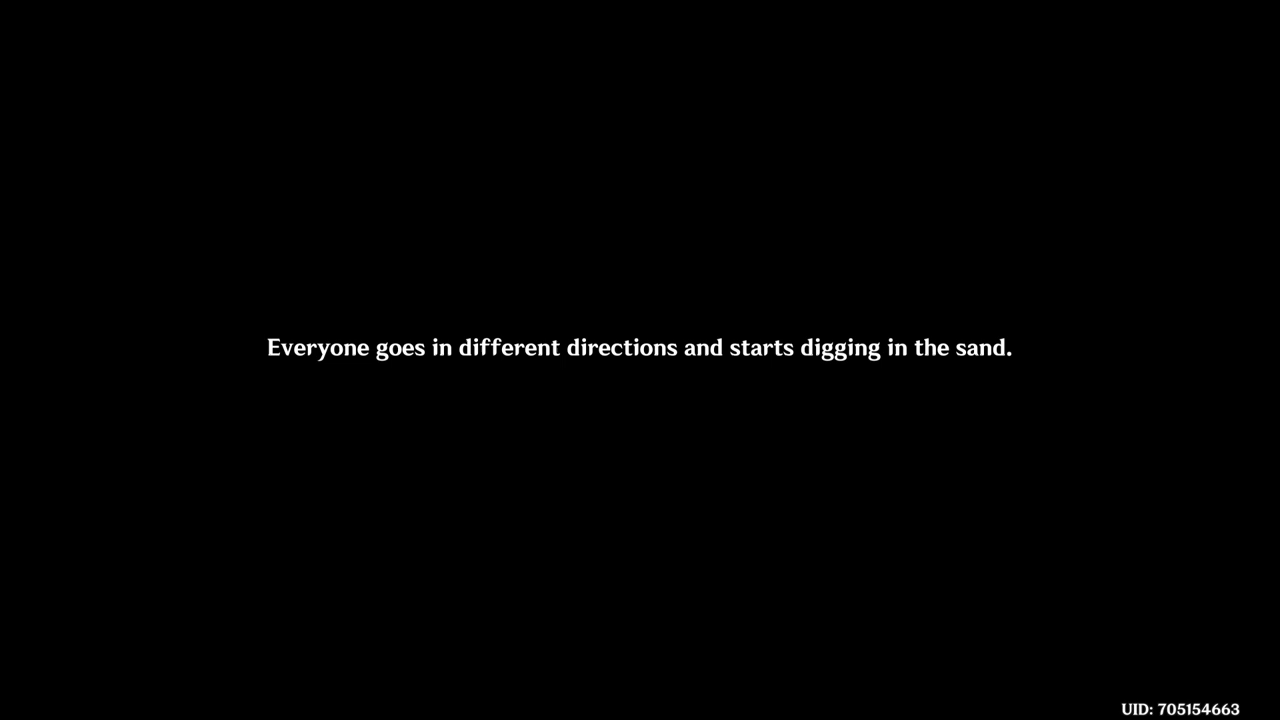 Everyone goes in different directions and starts digging in the sand.
UID: 705154663